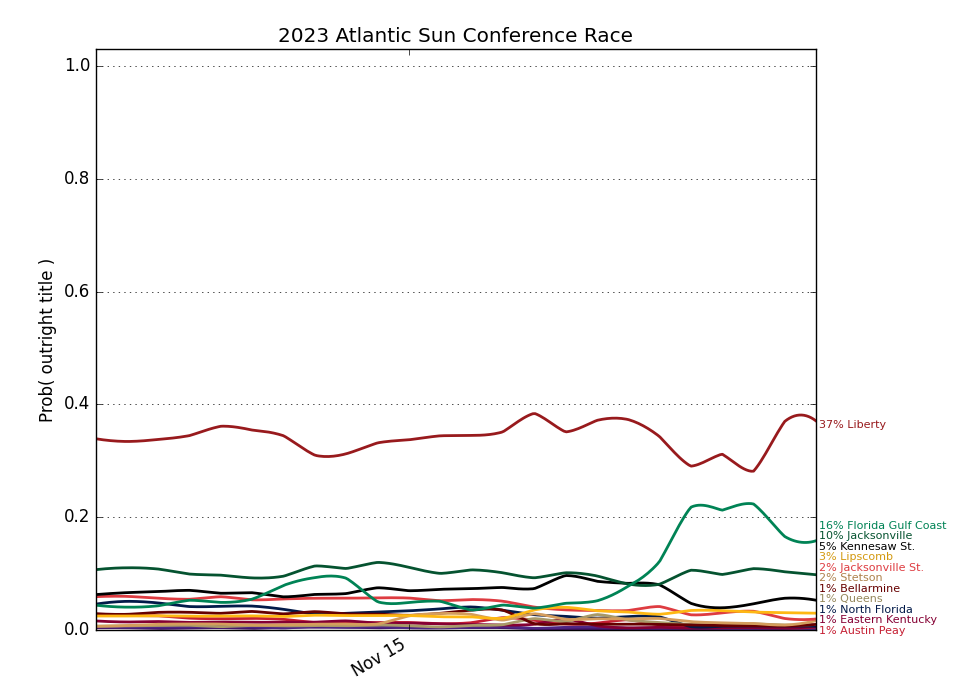 2023 Atlantic Sun Conference Race
Prob( outright title )
1.0
0.8
0.6
0.4
0.2
0.0
Nov 15
37% Liberty
16% Florida Gulf Coast
10% Jacksonville
5% Kennesaw St.
3% Lipscomb
2% Jacksonville St.
2% Stetson
1% Bellarmine
1% Queens
1% North Florida
1% Eastern Kentucky
1% Austin Peay